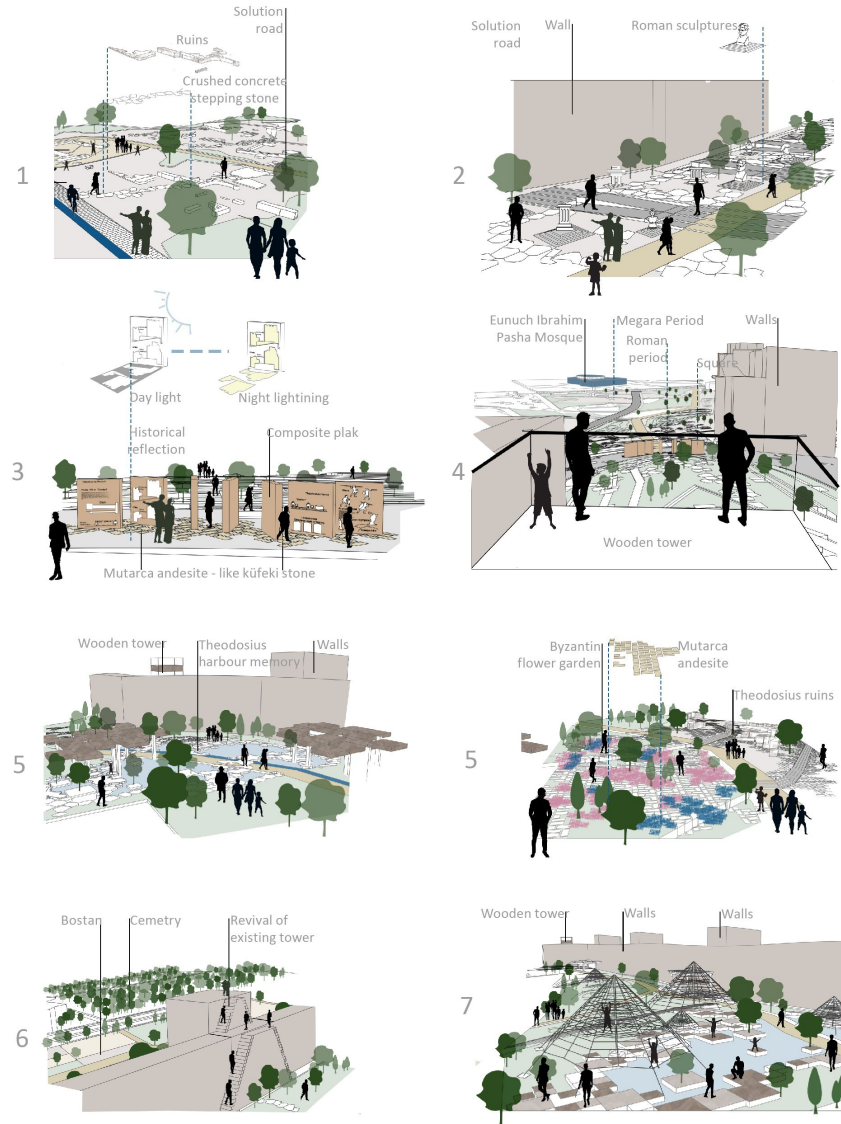 Solution
road
Ruins
Crushed concrete
stepping stone
1
Solution
road
Wall
Roman sculptures
2
Day light
Night lightining
Historical
reflection
Composite plak
3
Mutarca andesite - like küfeki stone
Eunuch Ibrahim
Pasha Mosque
Megara Period
Roman
period
Square
Walls
4
Wooden tower
Wooden tower
Theodosius
harbour memory
Walls
5
Byzantin
flower garden
Mutarca
andesite
Theodosius ruins
5
Bostan
Cemetry
Revival of
existing tower
6
Wooden tower
Walls
Walls
7